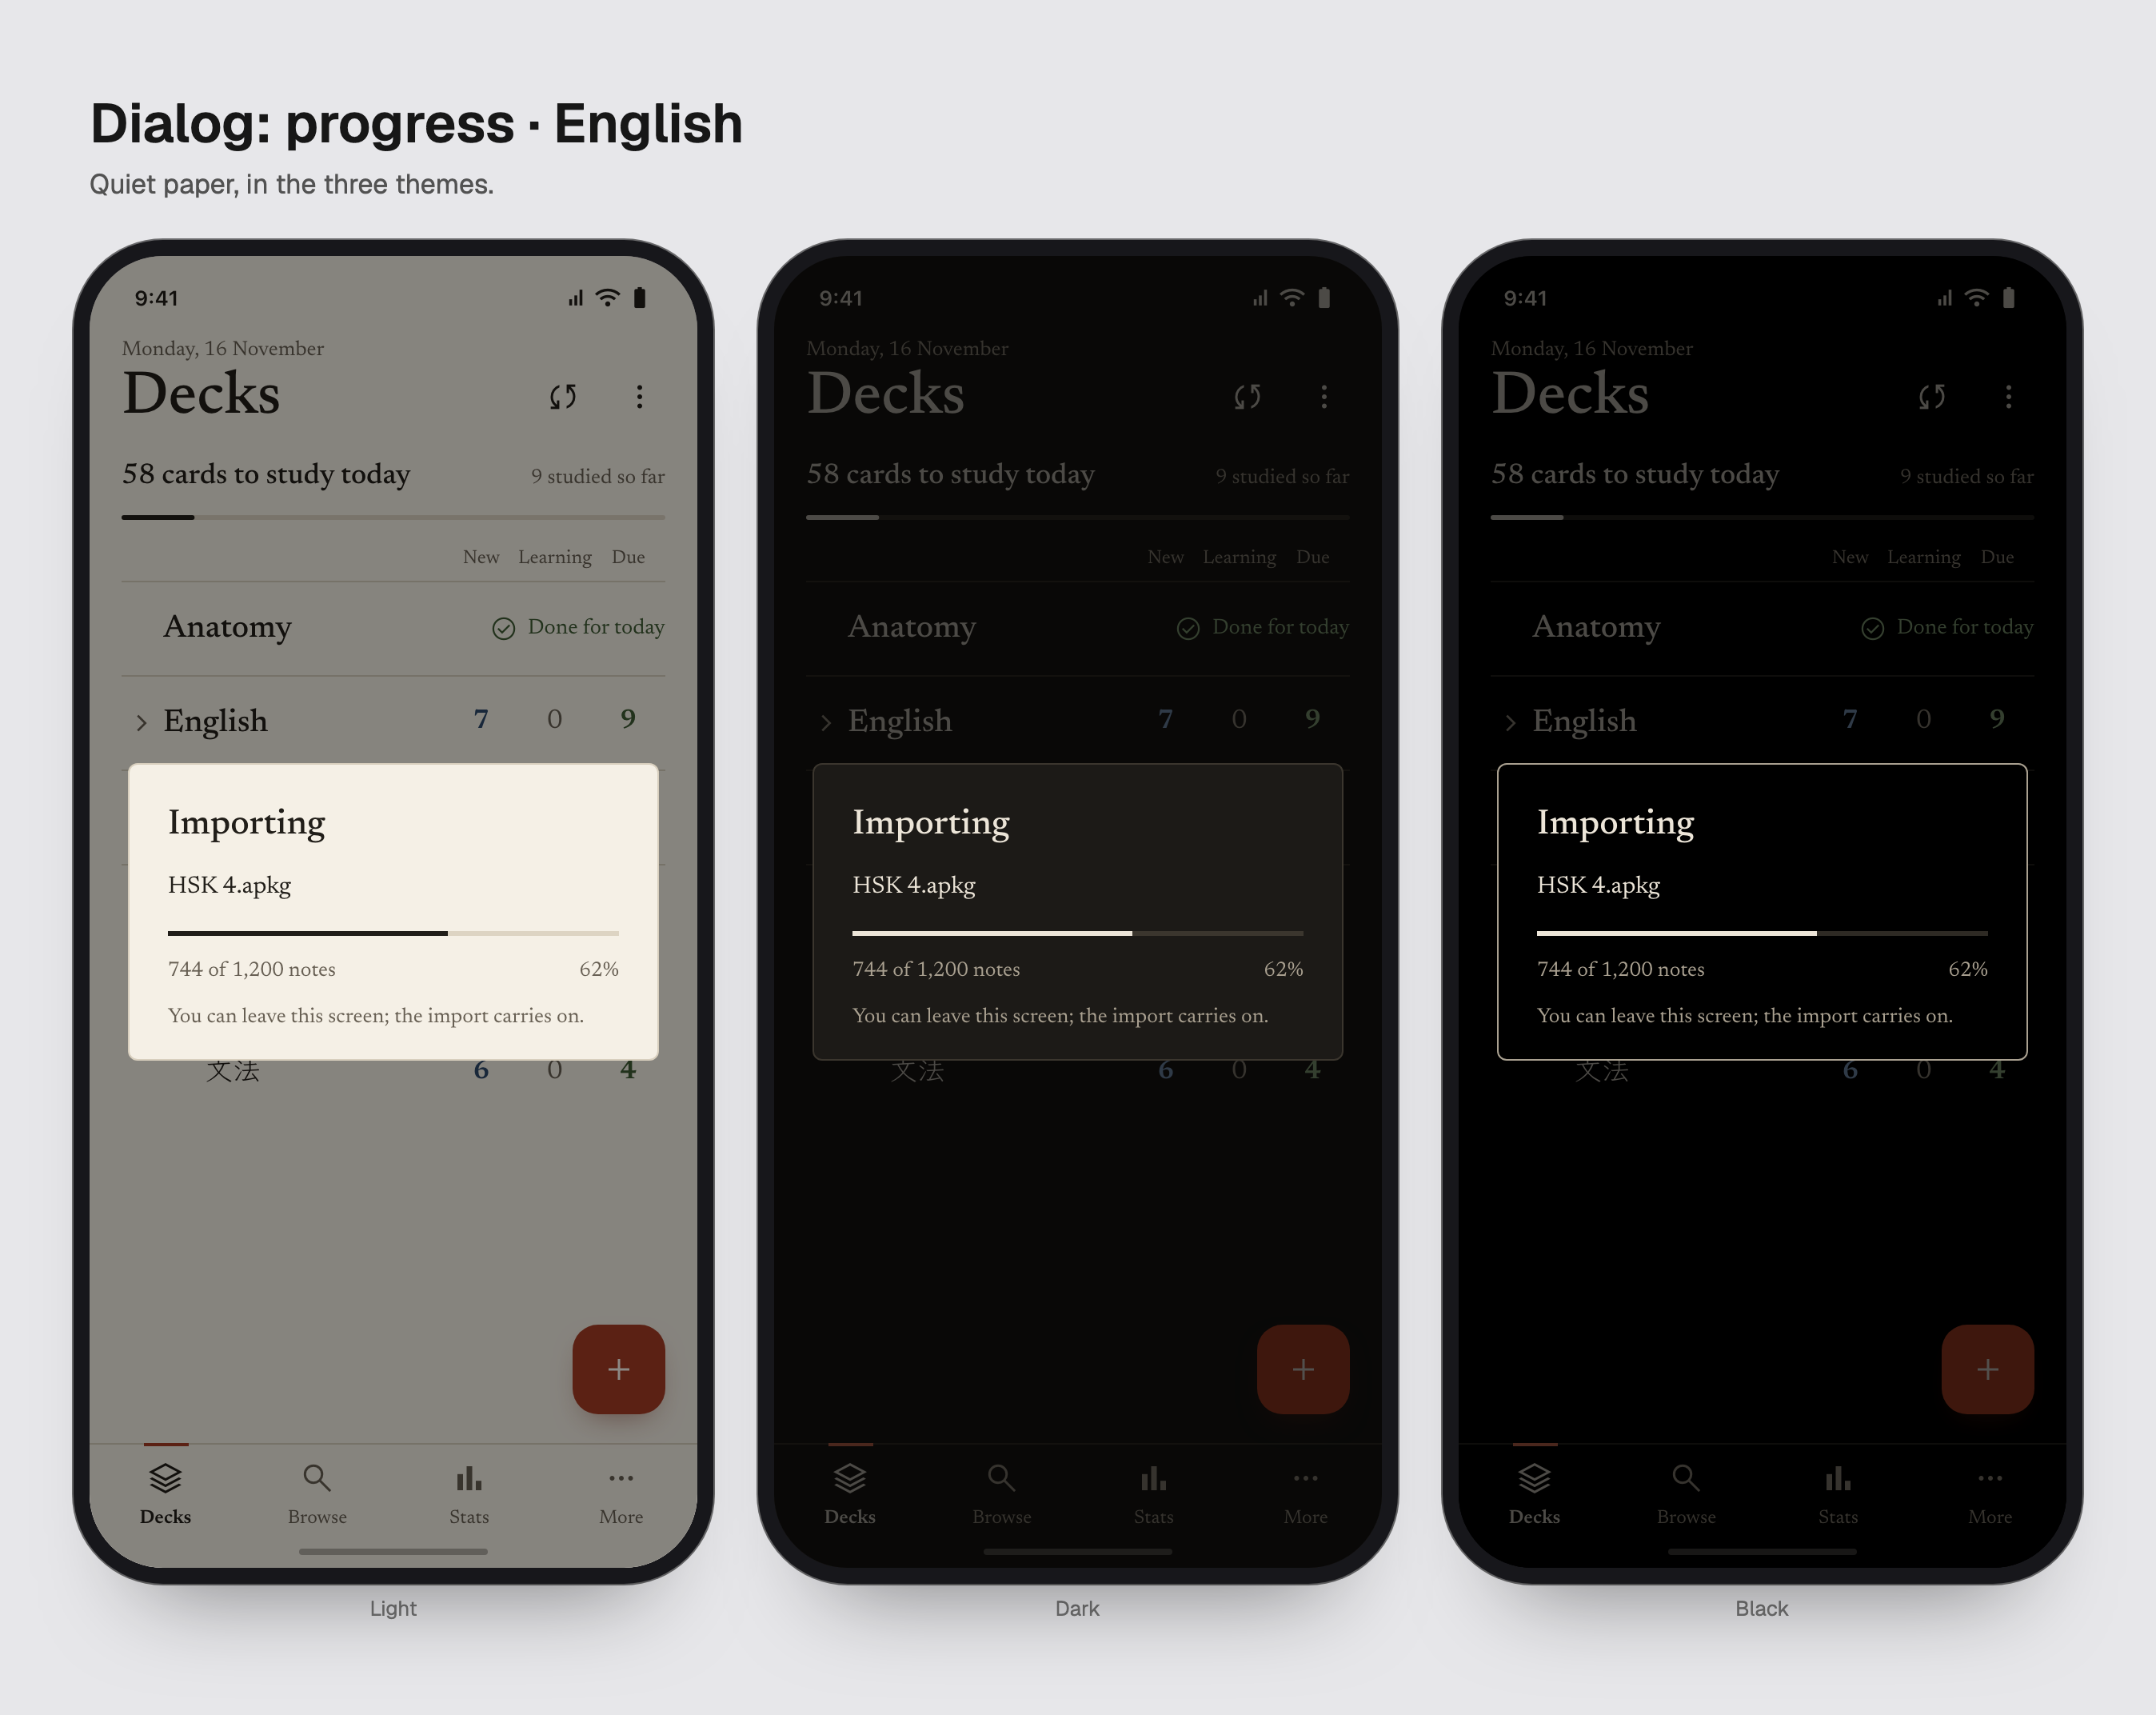 Dialog: progress · English
Quiet paper, in the three themes.
9:41
Monday, 16 November
Decks
58 cards to study today
9 studied so far
New Learning Due
Anatomy
Done for today
English 7 0 9
Importing
HSK 4.apkg
744 of 1,200 notes 62%
You can leave this screen; the import carries on.
文法 6 0 4
+
Decks Browse Stats More
Light
9:41
Monday, 16 November
Decks
58 cards to study today
9 studied so far
New Learning Due
Anatomy
Done for today
English 7 0 9
Importing
HSK 4.apkg
744 of 1,200 notes 62%
You can leave this screen; the import carries on.
文法 6 0 4
+
Decks Browse Stats More
Dark
9:41
Monday, 16 November
Decks
58 cards to study today
9 studied so far
New Learning Due
Anatomy
Done for today
English 7 0 9
Importing
HSK 4.apkg
744 of 1,200 notes 62%
You can leave this screen; the import carries on.
文法 6 0 4
+
Decks Browse Stats More
Black